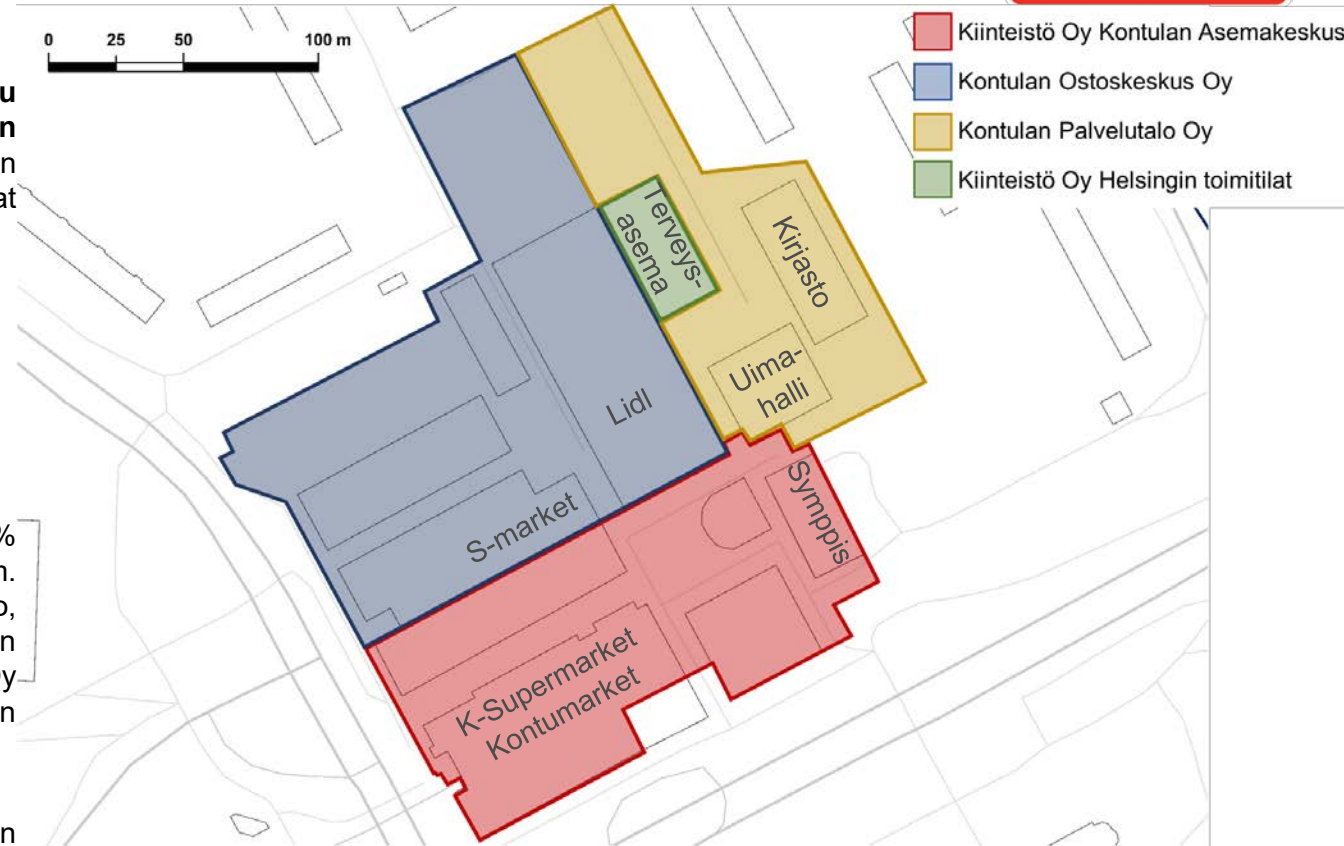 0 25 50 100 m
Kiinteistö Oy Kontulan Asemakeskus
Kontulan Ostoskeskus Oy
Kontulan Palvelutalo Oy
Kiinteistö Oy Helsingin toimitilat
u
n
n
at
Terveys-
asema
Kirjasto
Uima-
halli
Lidl
S-market
Symppis
K-Supermarket
Kontumarket
%
n.
o,
n
y
n
n